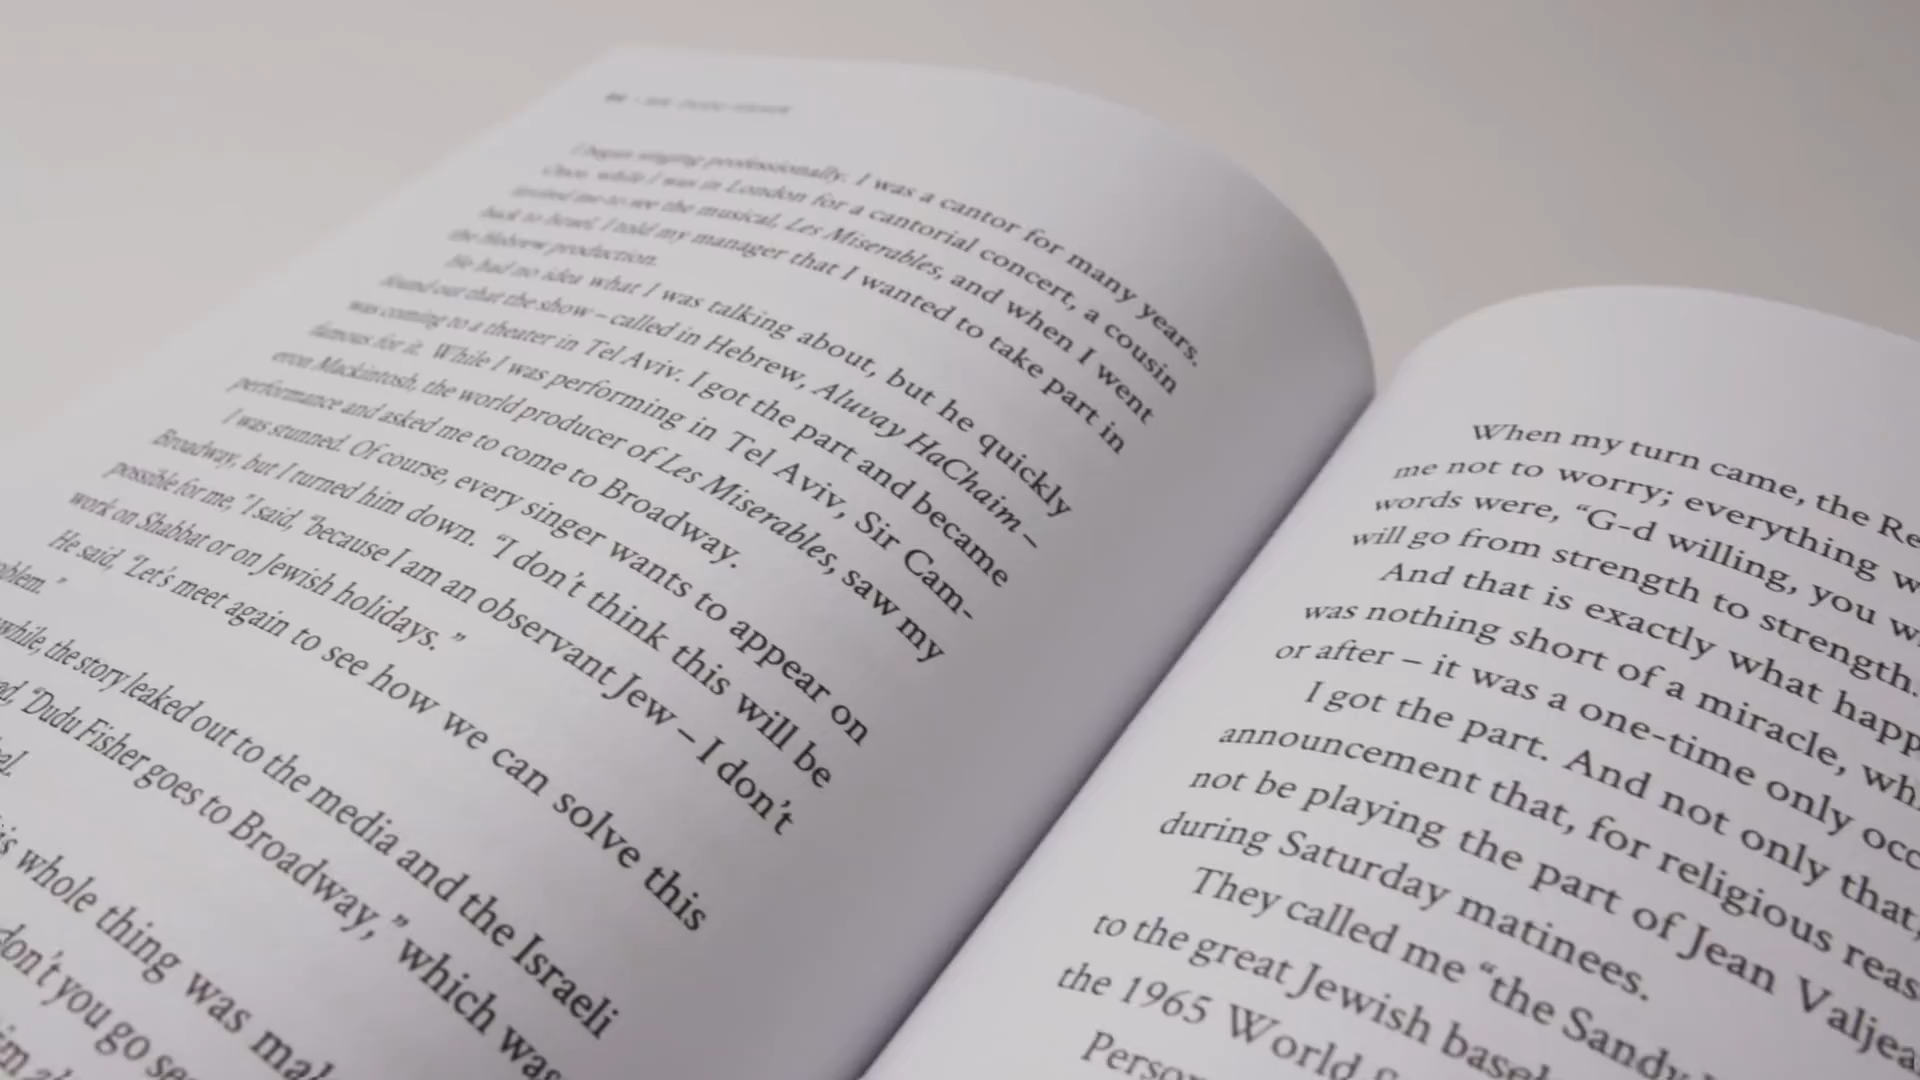 I began singing professionally. I was a cantor for many years.
Once, while I was in London for a cantorial concert, a cousin
invited me to see the musical, Les Miserables, and when I went
back to Israel, I told my manager that I wanted to take part in
the Hebrew production.
He had no idea what I was talking about, but he quickly
found out that the show – called in Hebrew, Aluvay HaChaim –
was coming to a theater in Tel Aviv. I got the part and became
famous for it. While I was performing in Tel Aviv, Sir Cam-
eron Mackintosh, the world producer of Les Miserables, saw my
performance and asked me to come to Broadway.
I was stunned. Of course, every singer wants to appear on
Broadway, but I turned him down. “I don’t think this will be
possible for me,” I said, “because I am an observant Jew – I don’t
work on Shabbat or on Jewish holidays.”
He said, “Let’s meet again to see how we can solve this
oblem.”
while, the story leaked out to the media and the Israeli
“Dudu Fisher goes to Broadway,” which was
whole thing was
don’t you go
When my turn came, the Re
me not to worry; everything w
words were, “G-d willing, you w
will go from strength to strength.
And that is exactly what happ
was nothing short of a miracle, wh
or after – it was a one-time only occ
I got the part. And not only that,
announcement that, for religious reas
not be playing the part of Jean Valjea
during Saturday matinees.
They called me “the Sandy
to the great Jewish baseb
the 1965 World
Perso